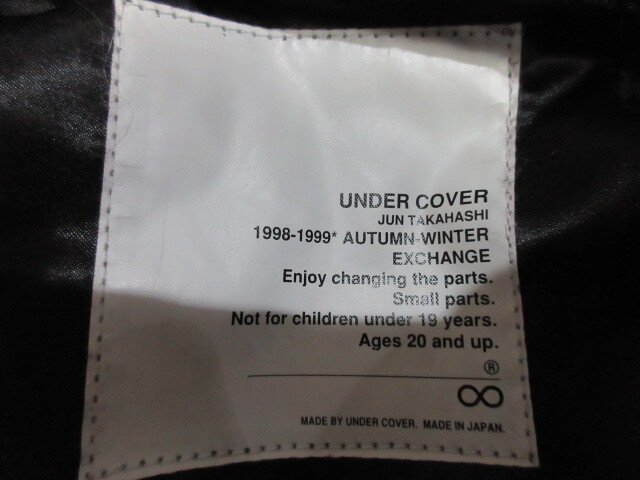 UNDER COVER
JUN TAKAHASHI
1998-1999* AUTUMN-WINTER
EXCHANGE
Enjoy changing the parts.
Small parts.
Not for children under 19 years.
Ages 20 and up.
®
∞
MADE BY UNDER COVER. MADE IN JAPAN.